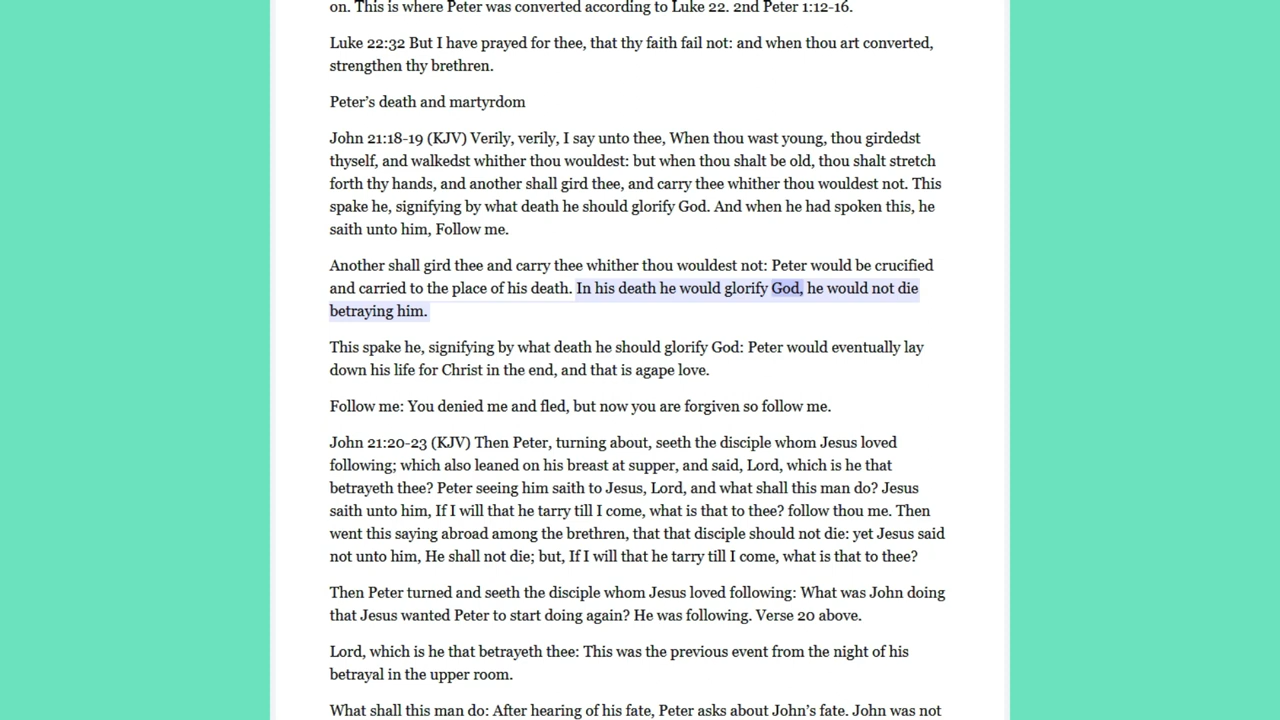 on. This is where Peter was converted according to Luke 22. 2nd Peter 1:12-16.
Luke 22:32 But I have prayed for thee, that thy faith fail not: and when thou art converted,
strengthen thy brethren.
Peter’s death and martyrdom
John 21:18-19 (KJV) Verily, verily, I say unto thee, When thou wast young, thou girdedst
thyself, and walkedst whither thou wouldest: but when thou shalt be old, thou shalt stretch
forth thy hands, and another shall gird thee, and carry thee whither thou wouldest not. This
spake he, signifying by what death he should glorify God. And when he had spoken this, he
saith unto him, Follow me.
Another shall gird thee and carry thee whither thou wouldest not: Peter would be crucified
and carried to the place of his death. In his death he would glorify God, he would not die
betraying him.
This spake he, signifying by what death he should glorify God: Peter would eventually lay
down his life for Christ in the end, and that is agape love.
Follow me: You denied me and fled, but now you are forgiven so follow me.
John 21:20-23 (KJV) Then Peter, turning about, seeth the disciple whom Jesus loved
following; which also leaned on his breast at supper, and said, Lord, which is he that
betrayeth thee? Peter seeing him saith to Jesus, Lord, and what shall this man do? Jesus
saith unto him, If I will that he tarry till I come, what is that to thee? follow thou me. Then
went this saying abroad among the brethren, that that disciple should not die: yet Jesus said
not unto him, He shall not die; but, If I will that he tarry till I come, what is that to thee?
Then Peter turned and seeth the disciple whom Jesus loved following: What was John doing
that Jesus wanted Peter to start doing again? He was following. Verse 20 above.
Lord, which is he that betrayeth thee: This was the previous event from the night of his
betrayal in the upper room.
What shall this man do: After hearing of his fate, Peter asks about John’s fate. John was not